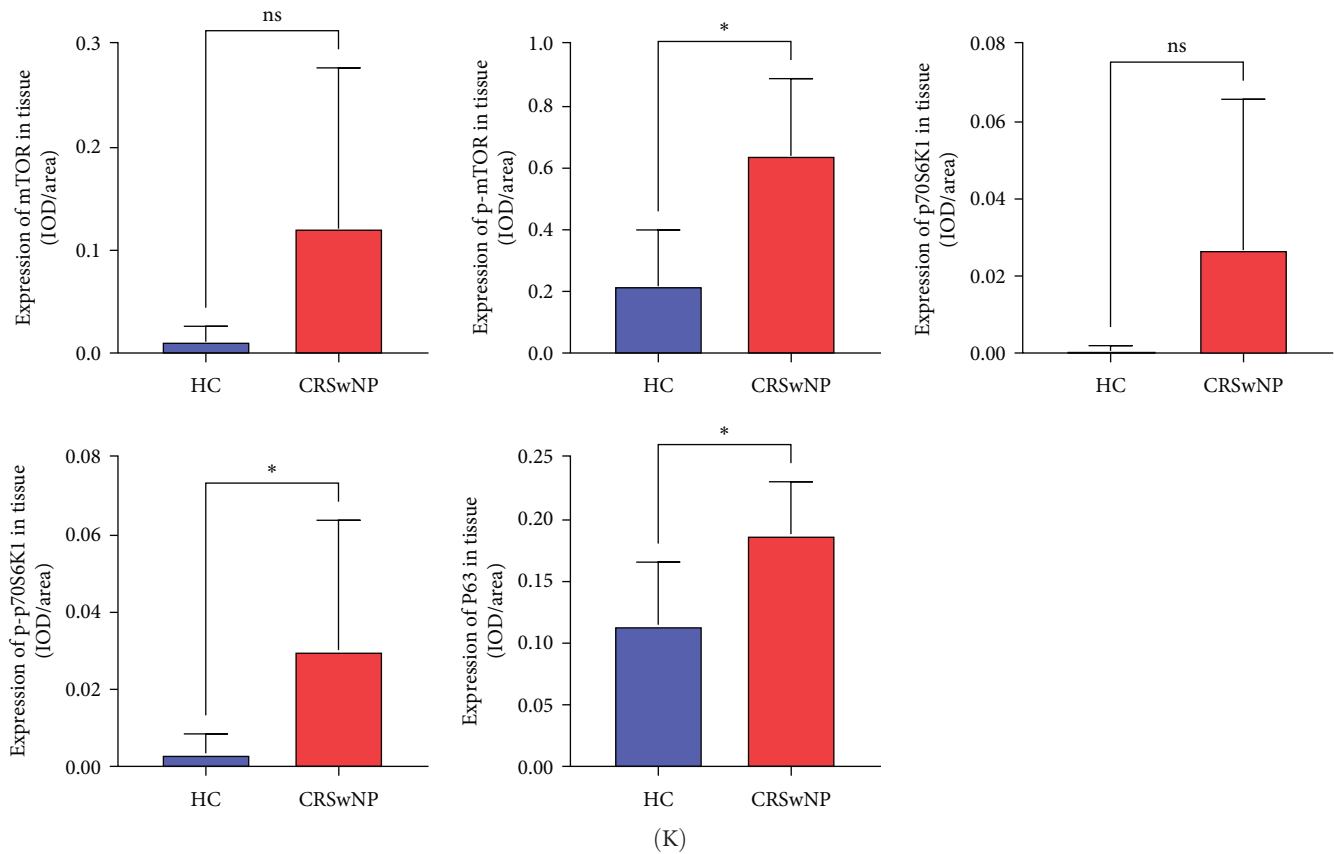 ns
0.3
0.2
0.1
0.0
Expression of mTOR in tissue
(IOD/area)
HC
CRSwNP
*
1.0
0.8
0.6
0.4
0.2
0.0
Expression of p-mTOR in tissue
(IOD/area)
HC
CRSwNP
ns
0.08
0.06
0.04
0.02
0.00
Expression of p70S6K1 in tissue
(IOD/area)
HC
CRSwNP
*
0.08
0.06
0.04
0.02
0.00
Expression of p-p70S6K1 in tissue
(IOD/area)
HC
CRSwNP
*
0.25
0.20
0.15
0.10
0.05
0.00
Expression of P63 in tissue
(IOD/area)
HC
CRSwNP
(K)